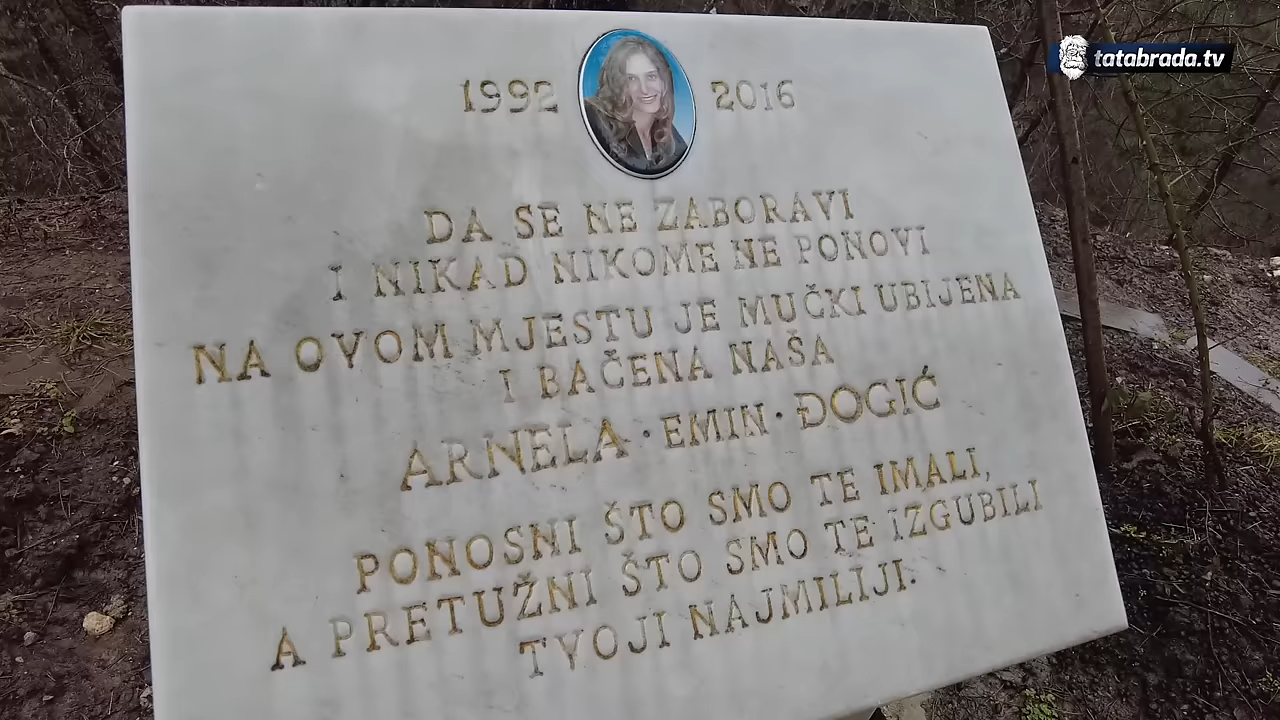 tatabrada.tv
1992 2016
DA SE NE ZABORAVI
I NIKAD NIKOME NE PONOVI
NA OVOM MJESTU JE MUČKI UBIJENA
I BAČENA NAŠA
ARNELA · EMIN · ĐOGIĆ
PONOSNI ŠTO SMO TE IMALI,
A PRETUŽNI ŠTO SMO TE IZGUBILI
TVOJI NAJMILIJI.